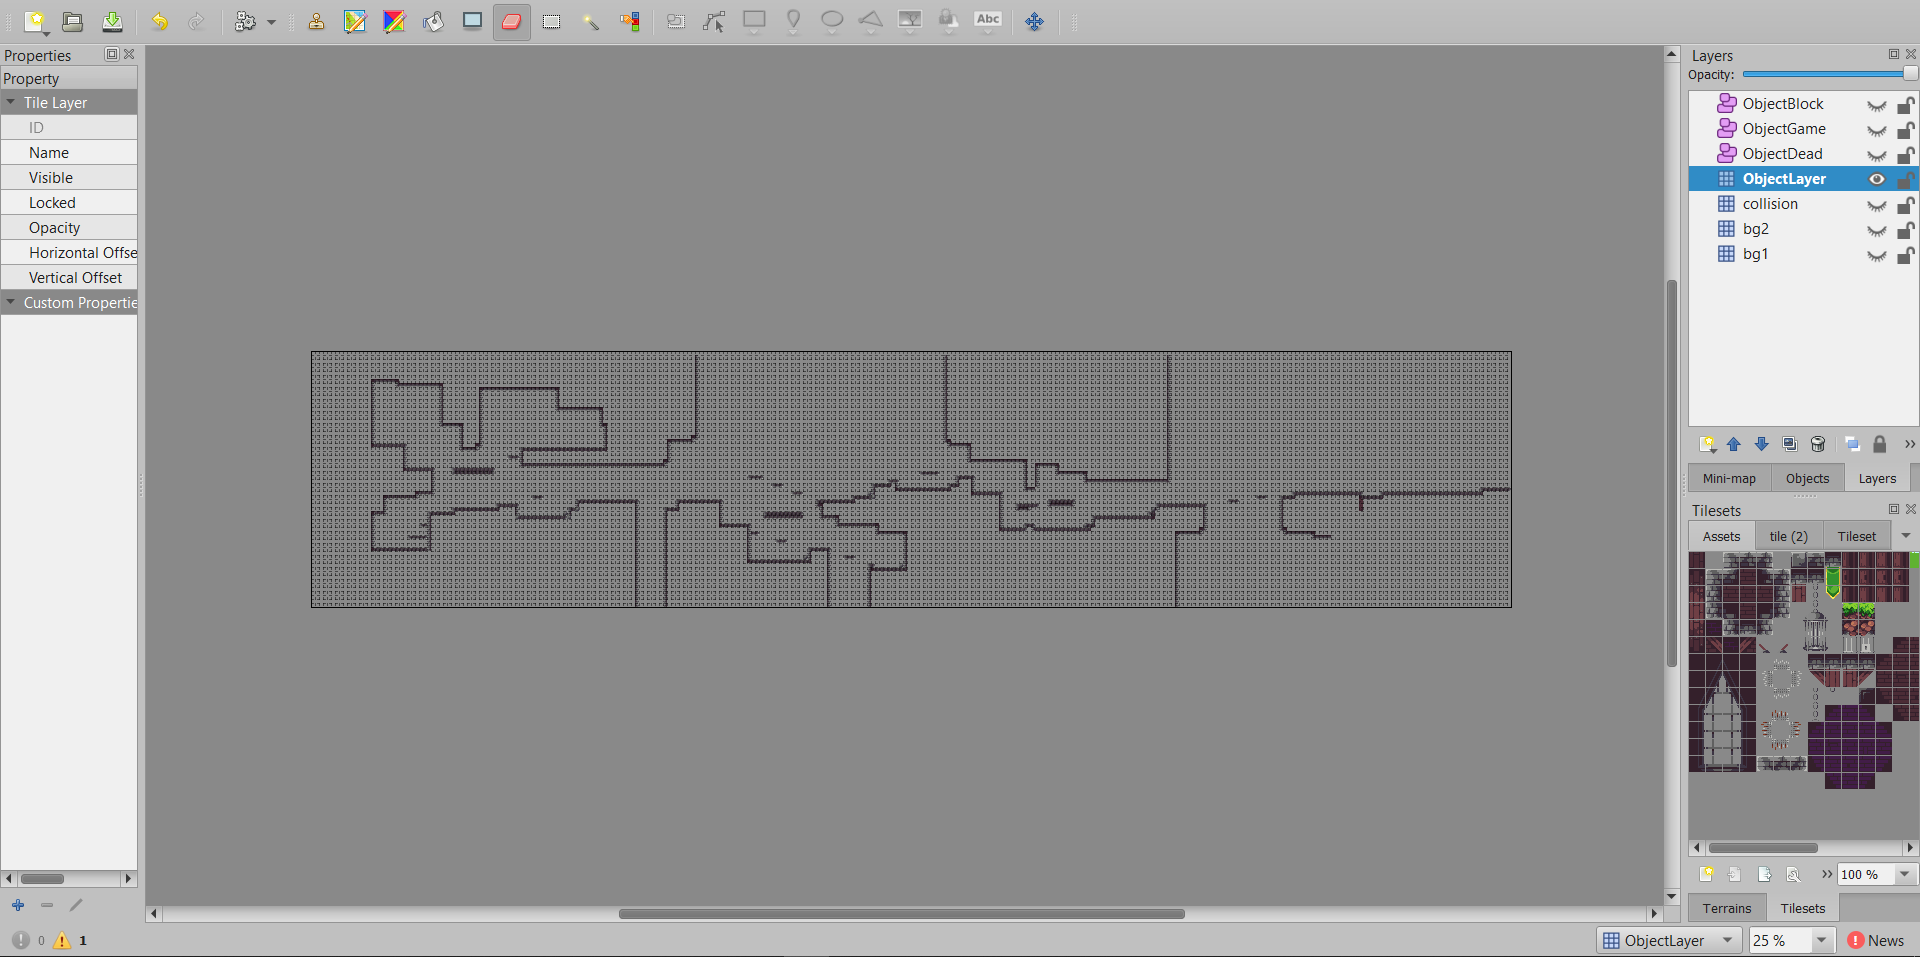 Abc
Properties
Property
Tile Layer
ID
Name
Visible
Locked
Opacity
Horizontal Offse
Vertical Offset
Custom Propertie
0
1
Layers
Opacity:
ObjectBlock
ObjectGame
ObjectDead
ObjectLayer
collision
bg2
bg1
Mini-map
Objects
Layers
Tilesets
Assets
tile (2)
Tileset
100 %
Terrains
Tilesets
ObjectLayer
25 %
News